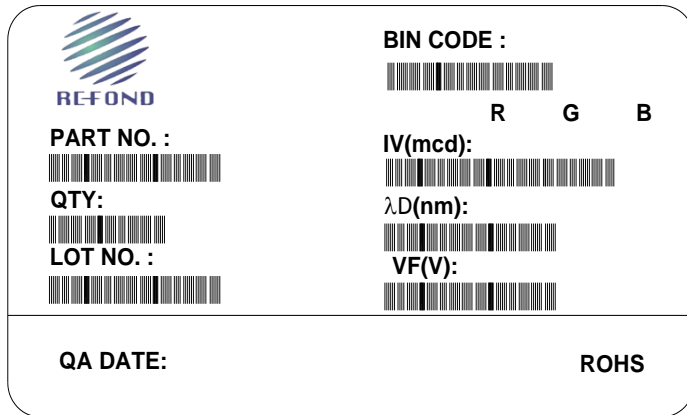 REFOND
PART NO. :
QTY:
LOT NO. :
BIN CODE :
R G B
IV(mcd):
λD(nm):
VF(V):
QA DATE:
ROHS